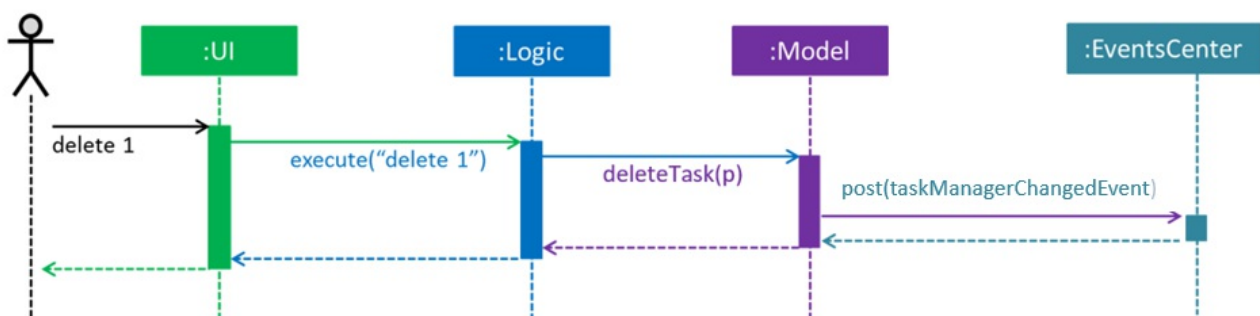 :UI
:Logic
:Model
:EventsCenter
delete 1
execute(“delete 1”)
deleteTask(p)
post(taskManagerChangedEvent)